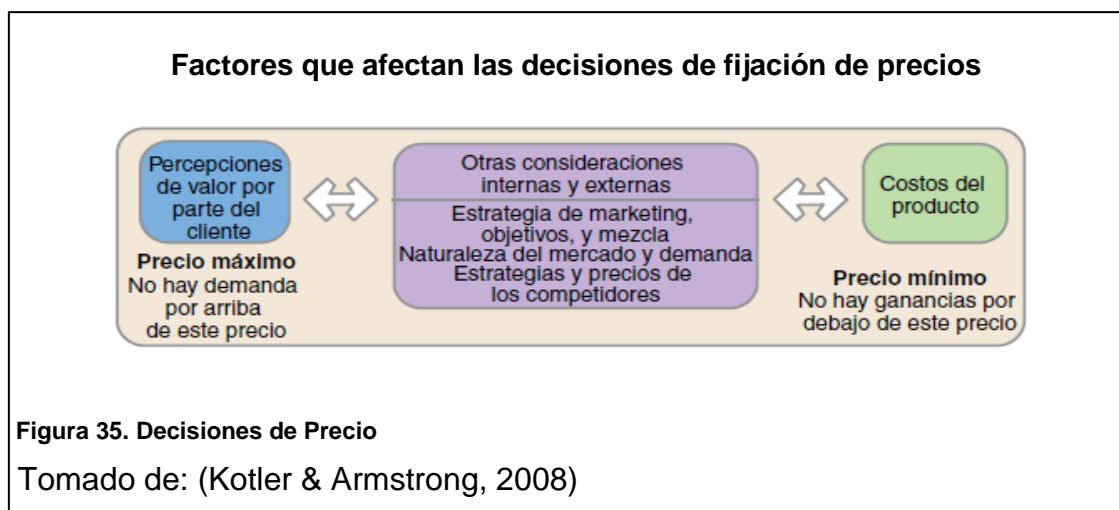 Factores que afectan las decisiones de fijación de precios
Percepciones
de valor por
parte del
cliente
Precio máximo
No hay demanda
por arriba
de este precio
Otras consideraciones
internas y externas
Estrategia de marketing,
objetivos, y mezcla
Naturaleza del mercado y demanda
Estrategias y precios de
los competidores
Costos del
producto
Precio mínimo
No hay ganancias por
debajo de este precio
Figura 35. Decisiones de Precio
Tomado de: (Kotler & Armstrong, 2008)